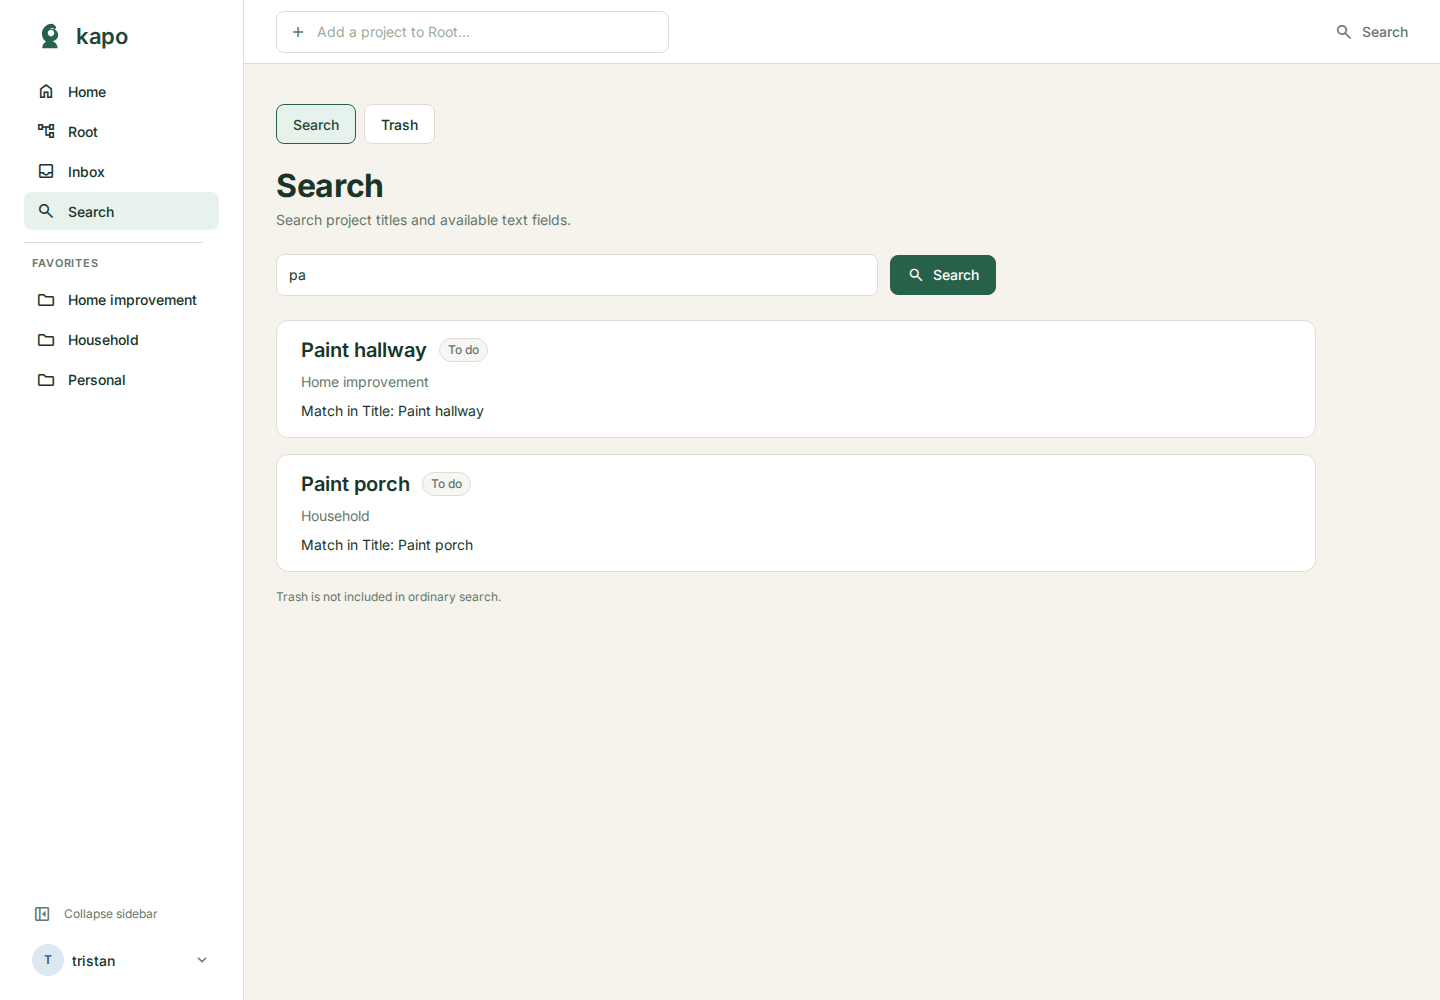 kapo
Home
Root
Inbox
Search
FAVORITES
Home improvement
Household
Personal
Collapse sidebar
T
tristan
Add a project to Root...
Search
Search
Trash
Search
Search project titles and available text fields.
pa
Search
Paint hallway
To do
Home improvement
Match in Title: Paint hallway
Paint porch
To do
Household
Match in Title: Paint porch
Trash is not included in ordinary search.